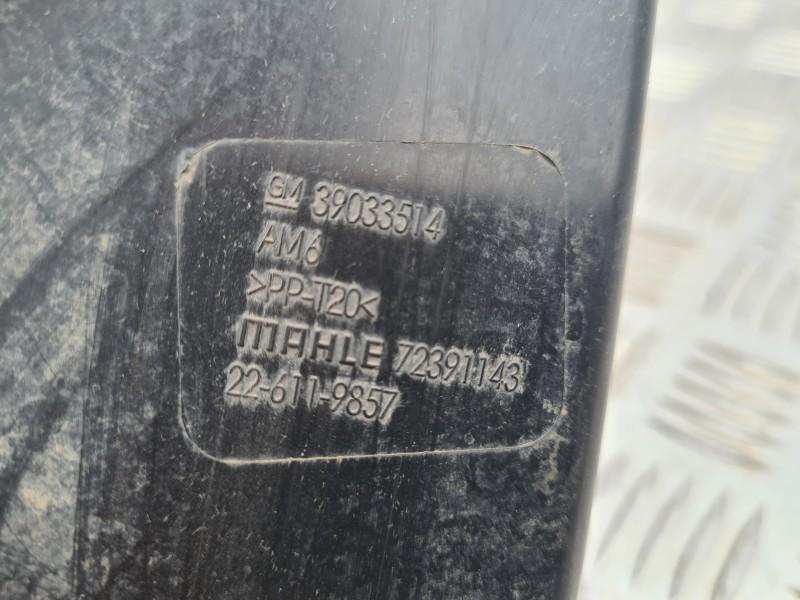 GM 39033514
AM6
>PP-T20<
MAHLE 72391143
22-611-9857